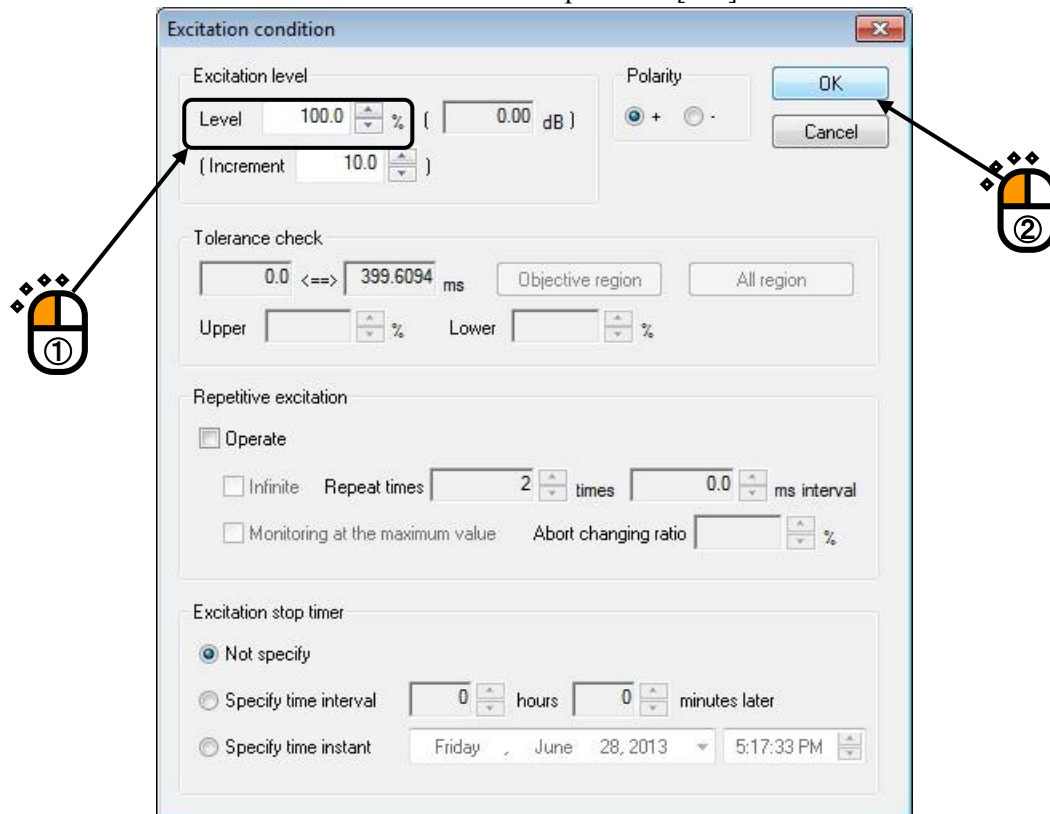 Excitation condition
Excitation level
Polarity
OK
Level 100.0 % ( 0.00 dB )
+ -
Cancel
( Increment 10.0 )
①
②
Tolerance check
0.0 <==> 399.6094 ms Objective region All region
Upper % Lower %
Repetitive excitation
Operate
Infinite Repeat times 2 times 0.0 ms interval
Monitoring at the maximum value Abort changing ratio %
Excitation stop timer
Not specify
Specify time interval 0 hours 0 minutes later
Specify time instant Friday , June 28, 2013 5:17:33 PM